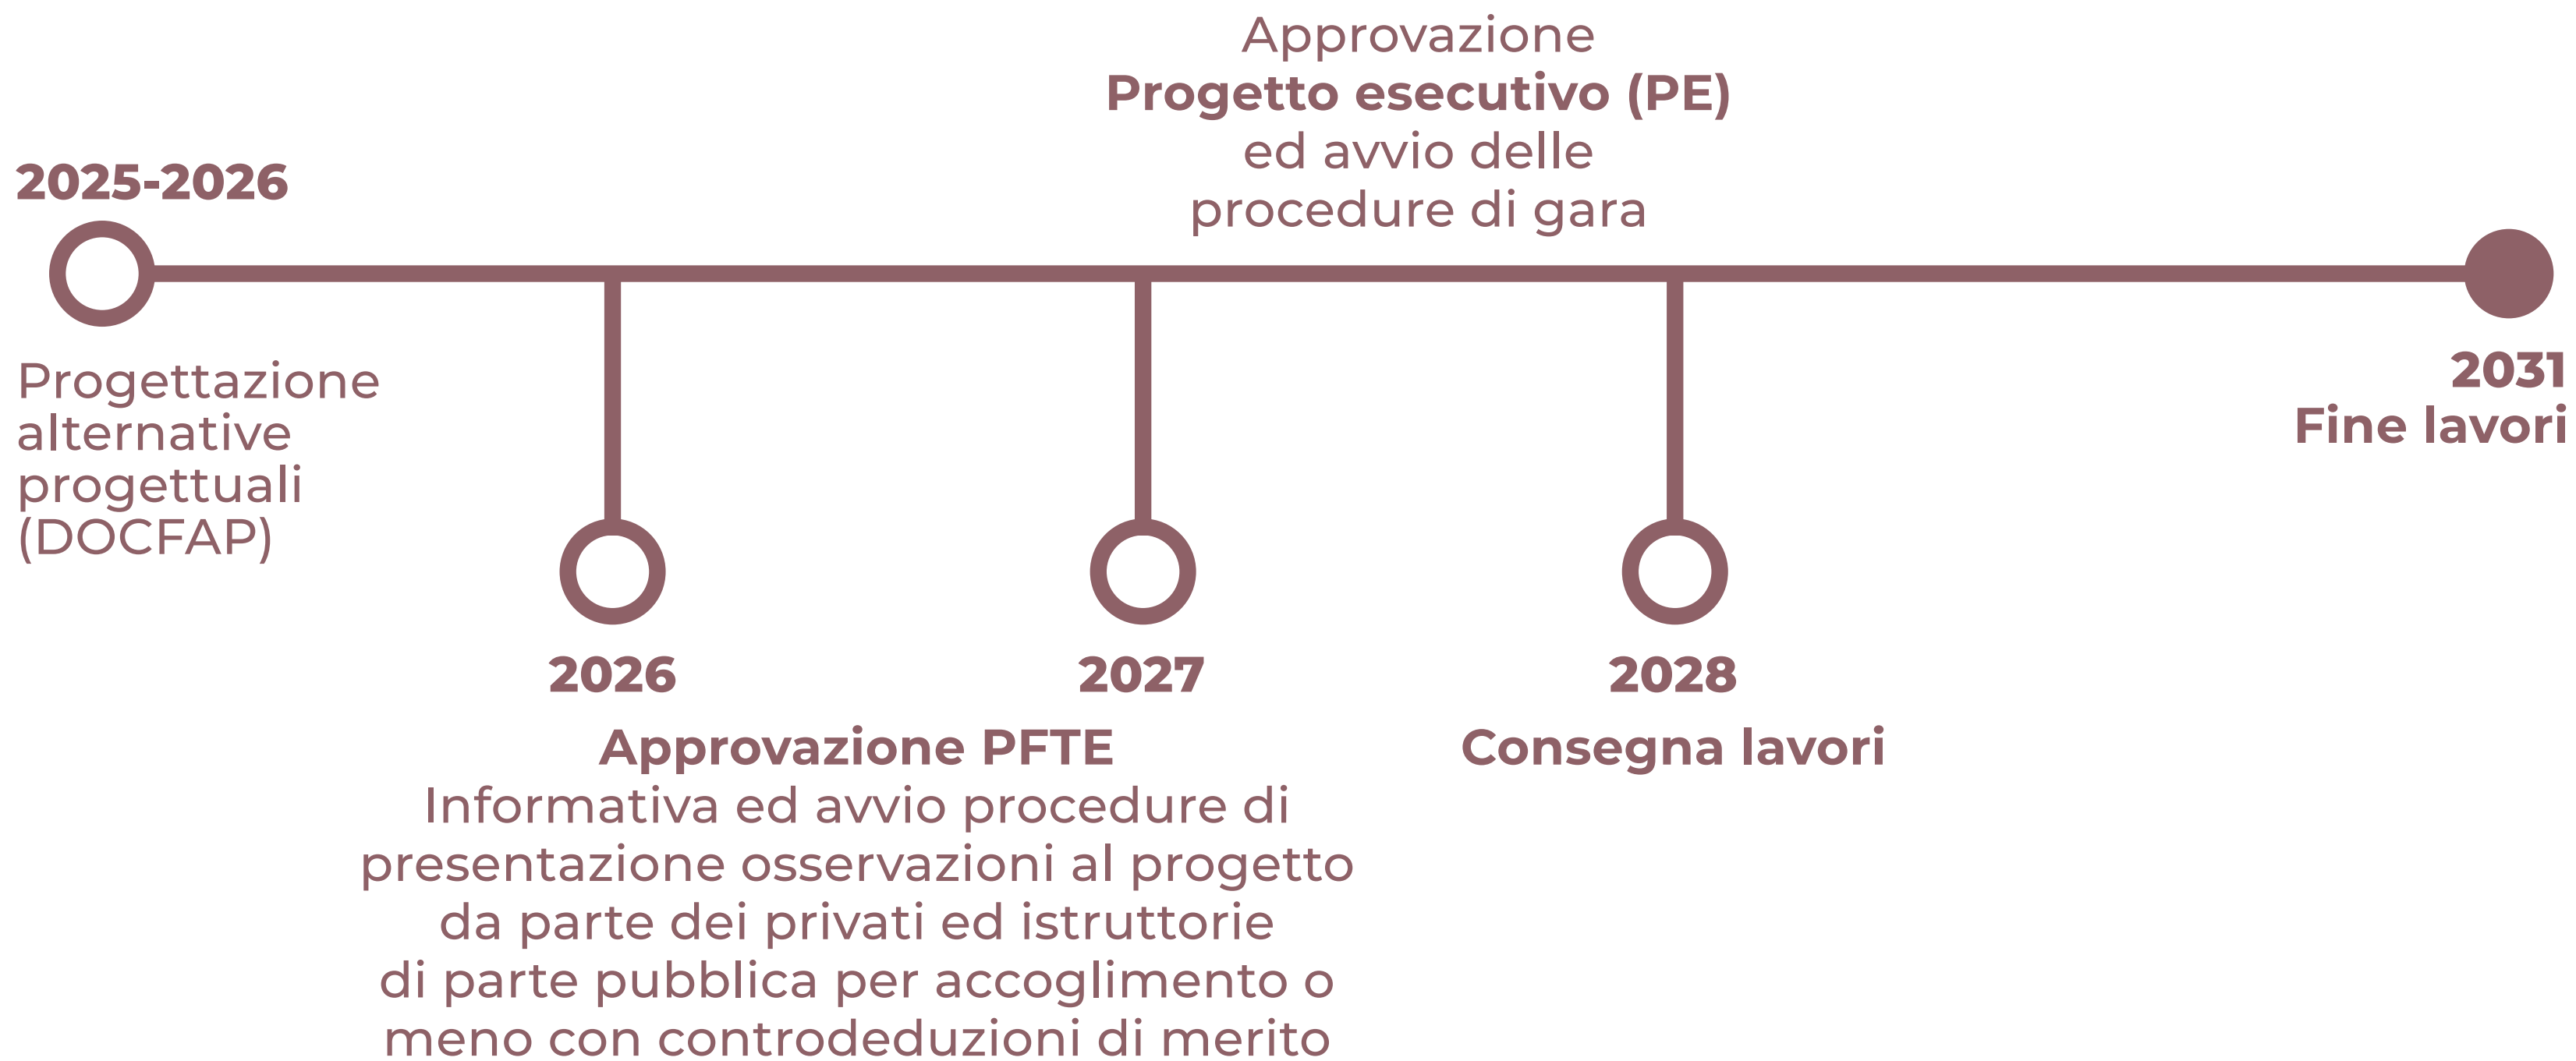 2025-2026
Progettazione
alternative
progettuali
(DOCFAP)
Approvazione
Progetto esecutivo (PE)
ed avvio delle
procedure di gara
2026
2027
Approvazione PFTE
Informativa ed avvio procedure di
presentazione osservazioni al progetto
da parte dei privati ed istruttorie
di parte pubblica per accoglimento o
meno con controdeduzioni di merito
2028
Consegna lavori
2031
Fine lavori